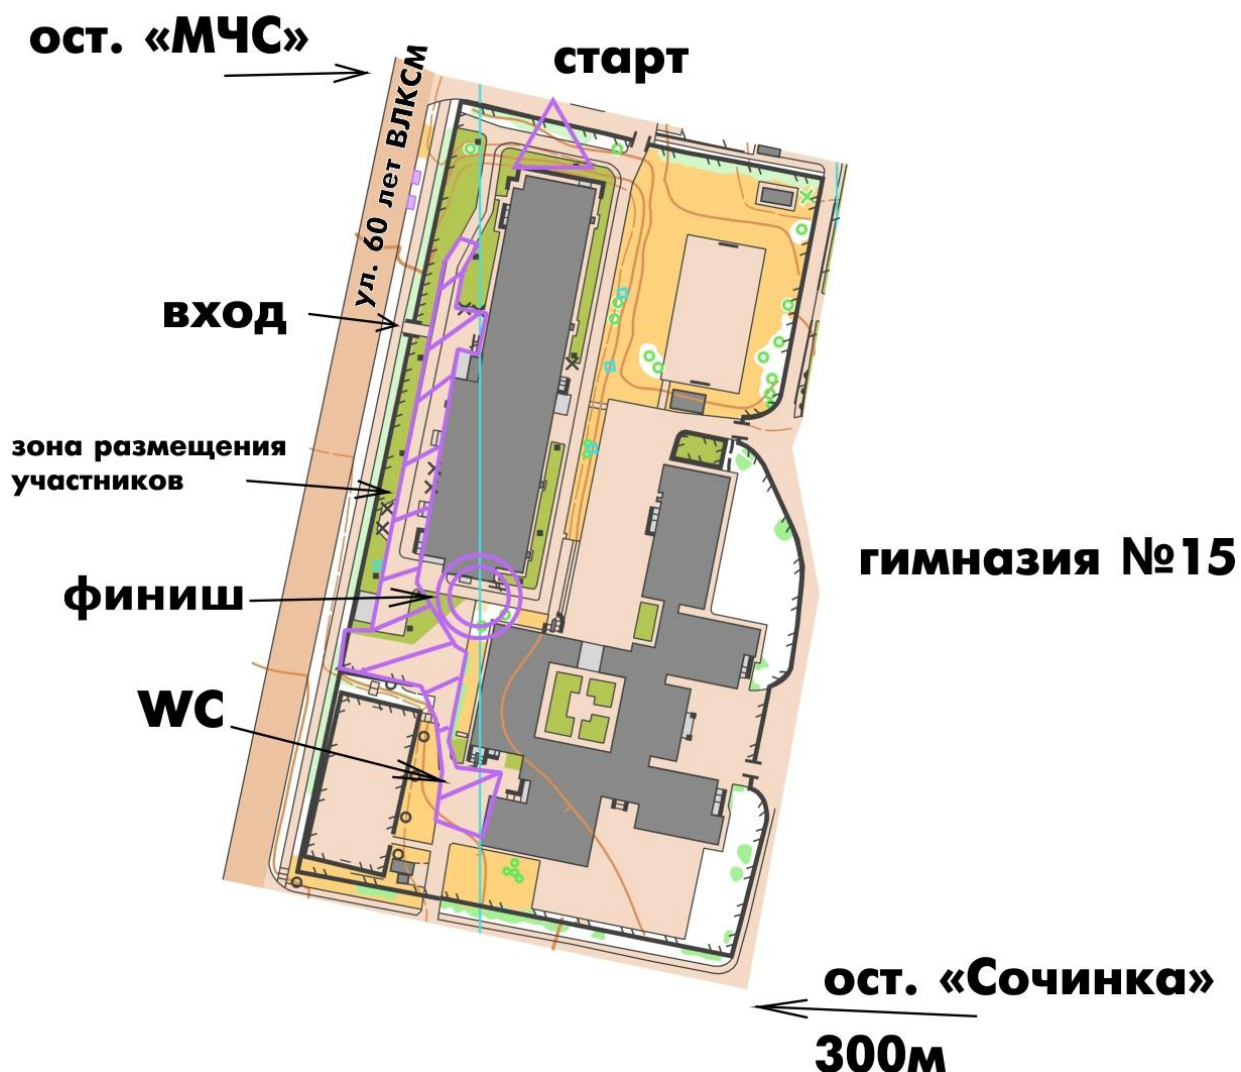 ост. «МЧС»
старт
ул. 60 лет ВЛКСМ
вход
зона размещения
участников
гимназия №15
финиш
WC
ост. «Сочинка»
300м